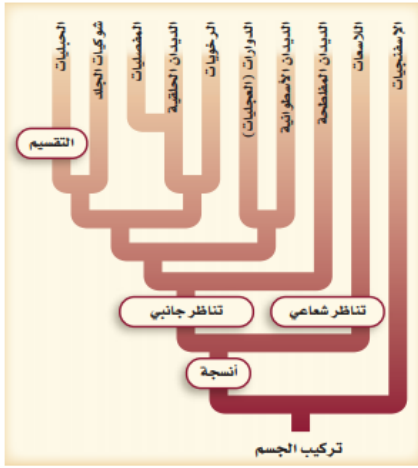 الإسفنجيات
اللاسعات
الديدان المفلطحة
الديدان الأسطوانية
الدوارات (العجليات)
الرخويات
الديدان الحلقية
المفصليات
شوكيات الجلد
الحبليات
التقسيم
تناظر شعاعي
تناظر جانبي
أنسجة
تركيب الجسم